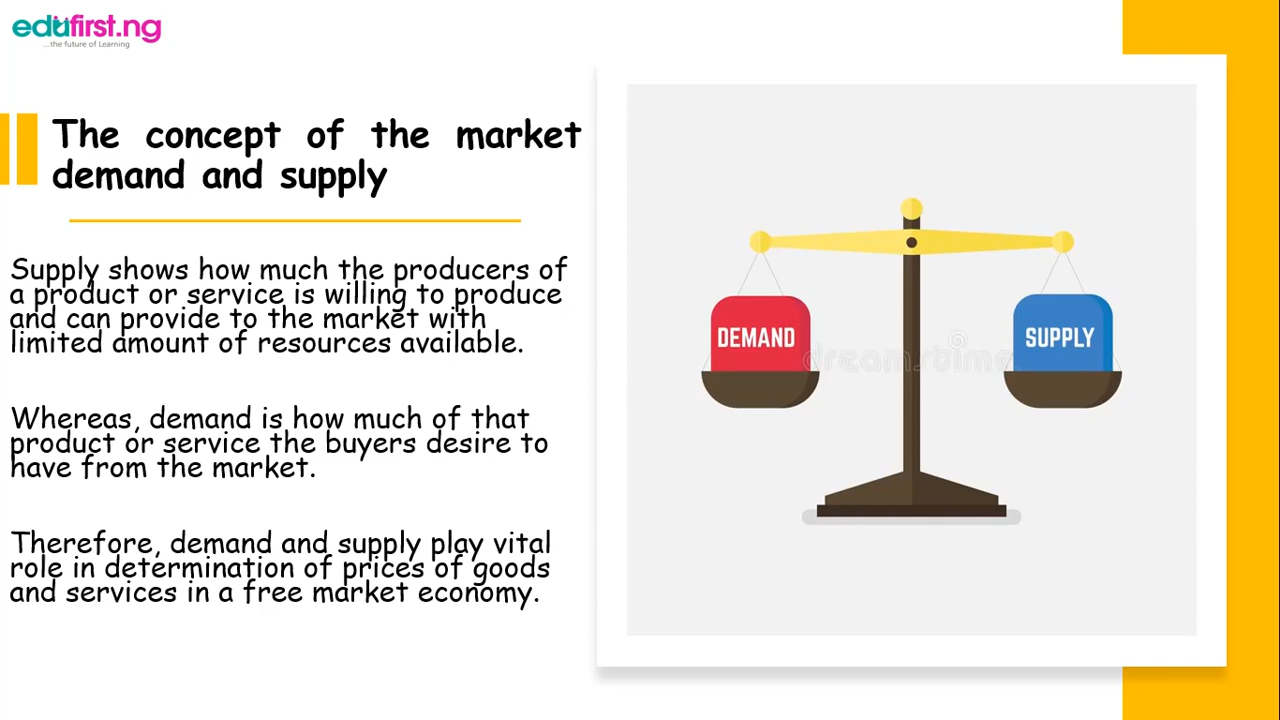 edufirst.ng
...the future of Learning
The concept of the market
demand and supply
Supply shows how much the producers of
a product or service is willing to produce
and can provide to the market with
limited amount of resources available.
Whereas, demand is how much of that
product or service the buyers desire to
have from the market.
Therefore, demand and supply play vital
role in determination of prices of goods
and services in a free market economy.
DEMAND
SUPPLY
dreamstime